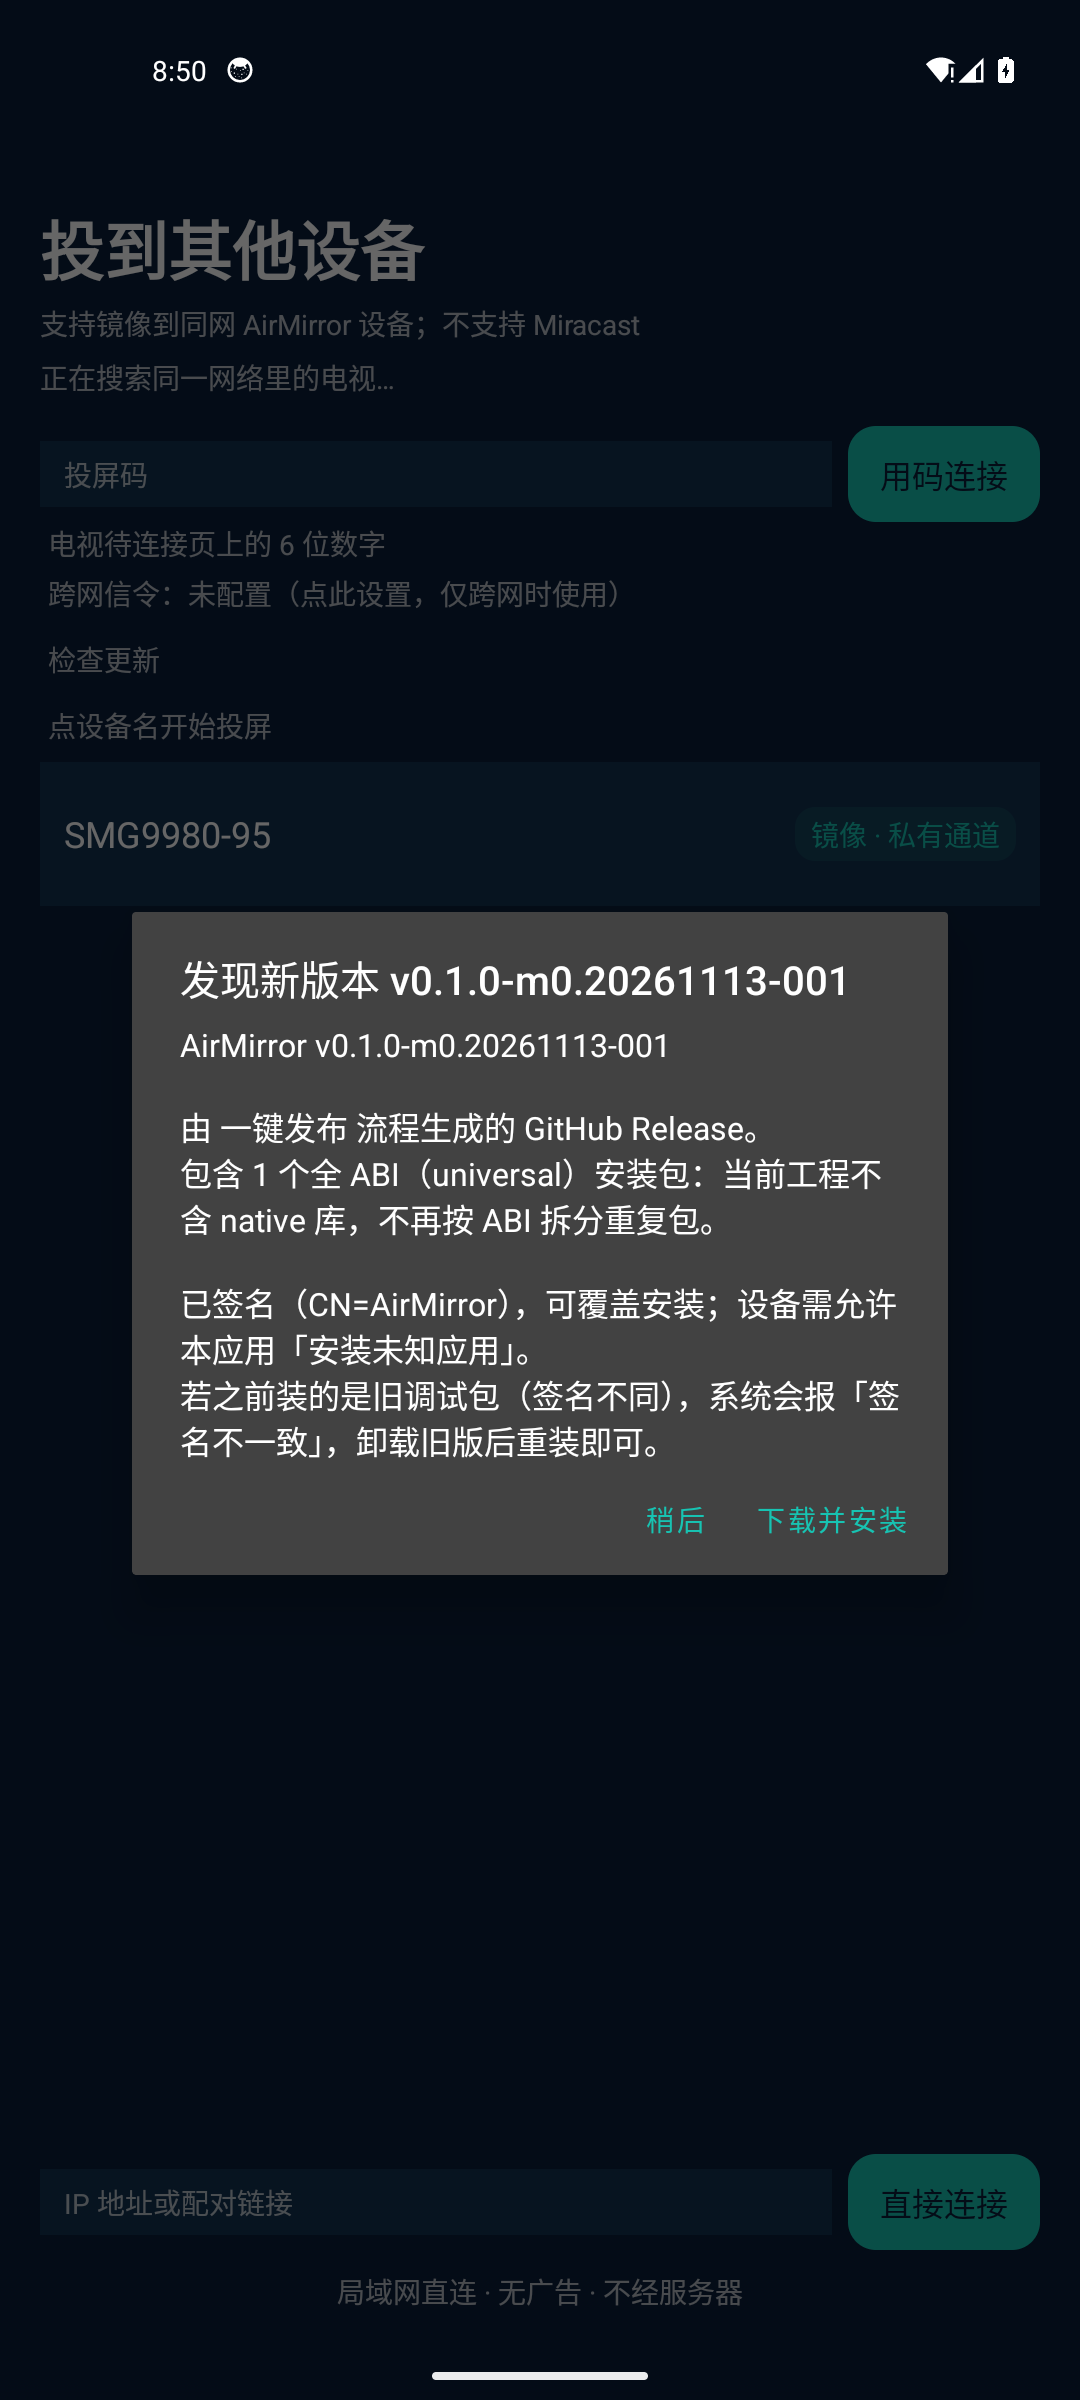 8:50
投到其他设备
支持镜像到同网 AirMirror 设备；不支持 Miracast
正在搜索同一网络里的电视...
投屏码
用码连接
电视待连接页上的 6 位数字
跨网信令：未配置（点此设置，仅跨网时使用）
检查更新
点设备名开始投屏
SMG9980-95
镜像 · 私有通道
发现新版本 v0.1.0-m0.20261113-001
AirMirror v0.1.0-m0.20261113-001
由 一键发布 流程生成的 GitHub Release。
包含 1 个全 ABI（universal）安装包：当前工程不
含 native 库，不再按 ABI 拆分重复包。
已签名（CN=AirMirror），可覆盖安装；设备需允许
本应用「安装未知应用」。
若之前装的是旧调试包（签名不同），系统会报「签
名不一致」，卸载旧版后重装即可。
稍后
下载并安装
IP 地址或配对链接
直接连接
局域网直连 · 无广告 · 不经服务器